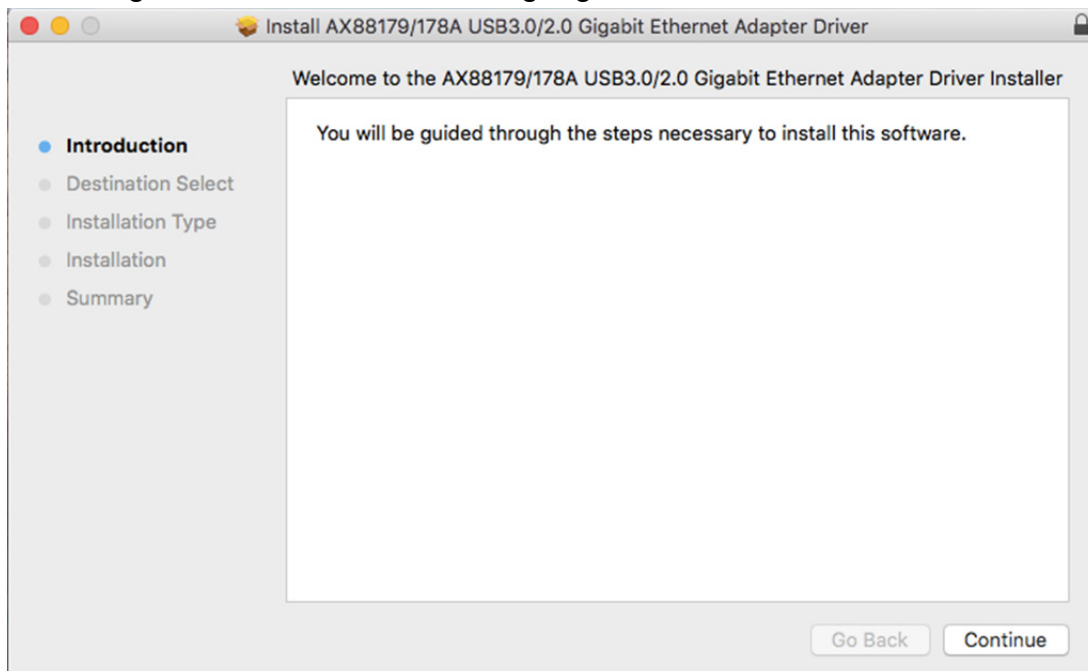 Install AX88179/178A USB3.0/2.0 Gigabit Ethernet Adapter Driver
Welcome to the AX88179/178A USB3.0/2.0 Gigabit Ethernet Adapter Driver Installer
You will be guided through the steps necessary to install this software.
Introduction
Destination Select
Installation Type
Installation
Summary
Go Back
Continue